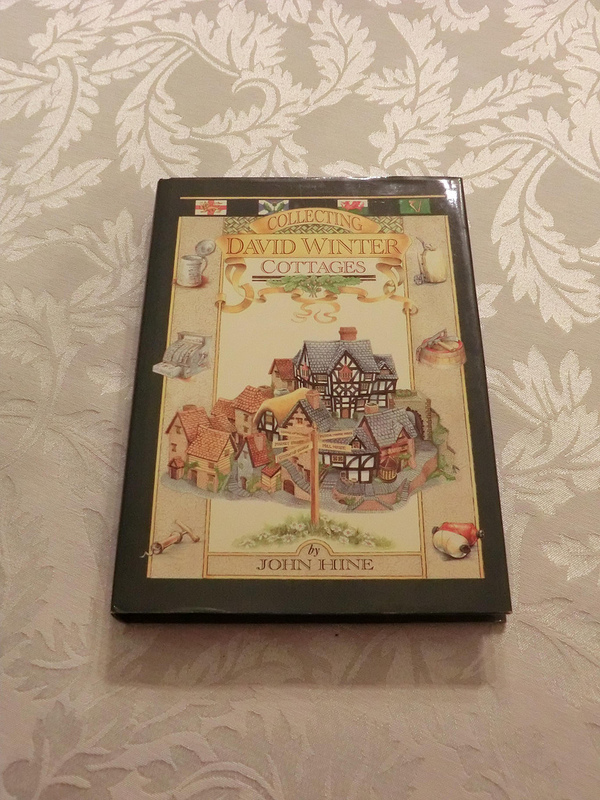 COLLECTING
DAVID WINTER
COTTAGES
by
JOHN HINE